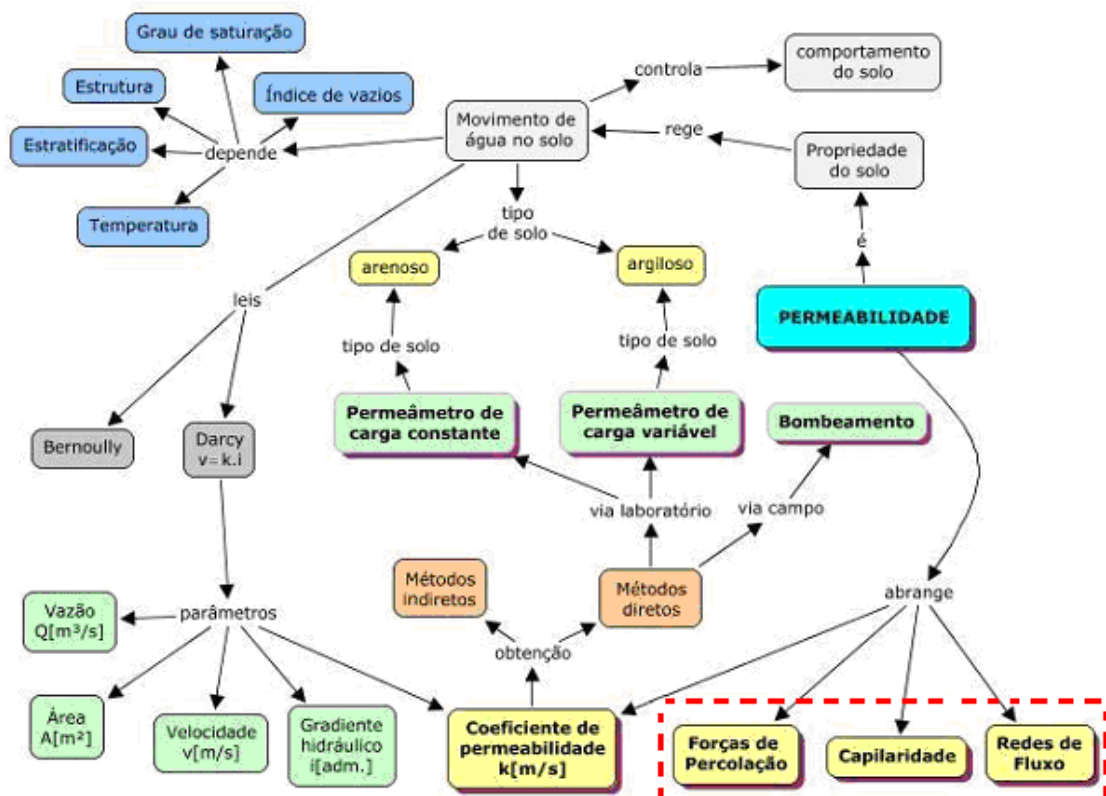 Grau de saturação
comportamento
do solo
controla
Estrutura
Índice de vazios
Movimento de
água no solo
rege
Estratificação
depende
Propriedade
do solo
Temperatura
tipo
de solo
é
arenoso
argiloso
leis
PERMEABILIDADE
tipo de solo
tipo de solo
Permeâmetro de
carga constante
Permeâmetro de
carga variável
Bombeamento
Bernoully
Darcy
v=k.i
via laboratório
via campo
Métodos
indiretos
Métodos
diretos
abrange
Vazão
Q[m³/s]
parâmetros
obtenção
Área
A[m²]
Velocidade
v[m/s]
Gradiente
hidráulico
i[adm.]
Coeficiente de
permeabilidade
k[m/s]
Forças de
Percolação
Capilaridade
Redes de
Fluxo